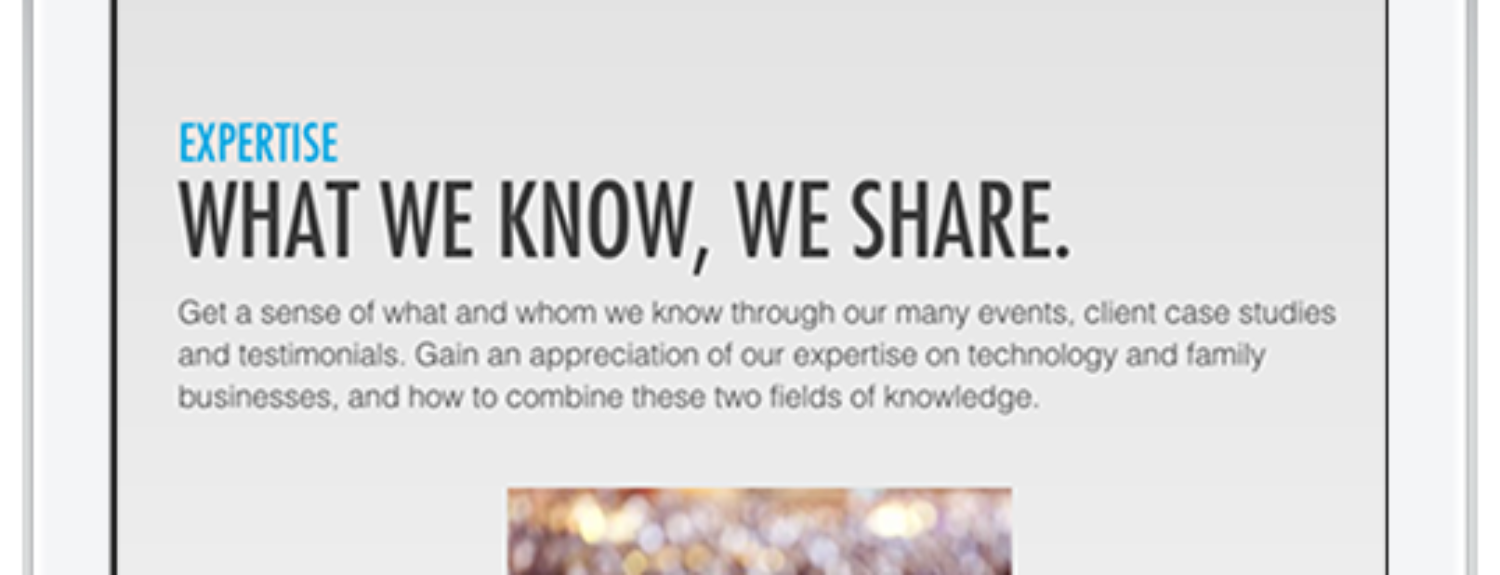 EXPERTISE
WHAT WE KNOW, WE SHARE.
Get a sense of what and whom we know through our many events, client case studies
and testimonials. Gain an appreciation of our expertise on technology and family
businesses, and how to combine these two fields of knowledge.